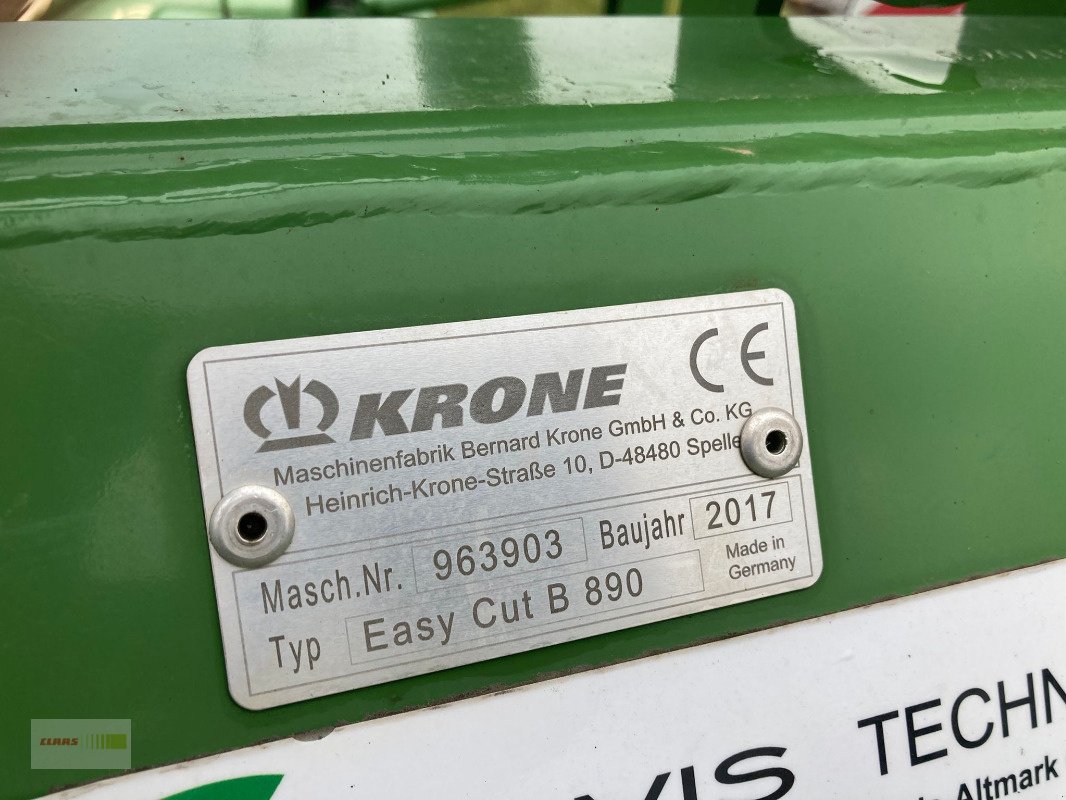 KRONE
CE
Maschinenfabrik Bernard Krone GmbH & Co. KG
Heinrich-Krone-Straße 10, D-48480 Spelle
Masch.Nr. 963903 Baujahr 2017
Typ Easy Cut B 890
Made in
Germany
TECHN
Altmark
CLAAS